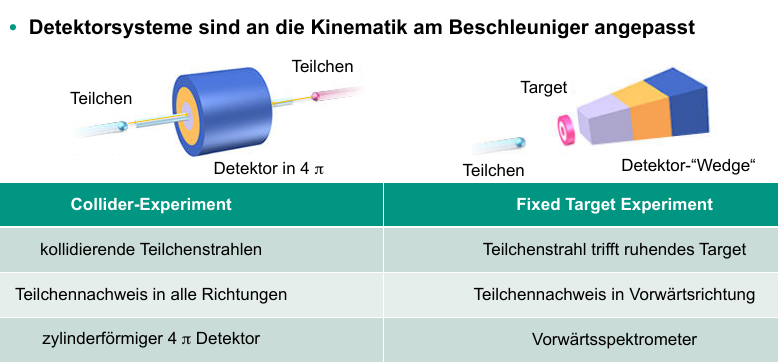 • Detektorsysteme sind an die Kinematik am Beschleuniger angepasst
Teilchen
Teilchen
Detektor in 4 π
Target
Teilchen
Detektor-“Wedge“
Collider-Experiment
Fixed Target Experiment
kollidierende Teilchenstrahlen
Teilchenstrahl trifft ruhendes Target
Teilchennachweis in alle Richtungen
Teilchennachweis in Vorwärtsrichtung
zylinderförmiger 4 π Detektor
Vorwärtsspektrometer